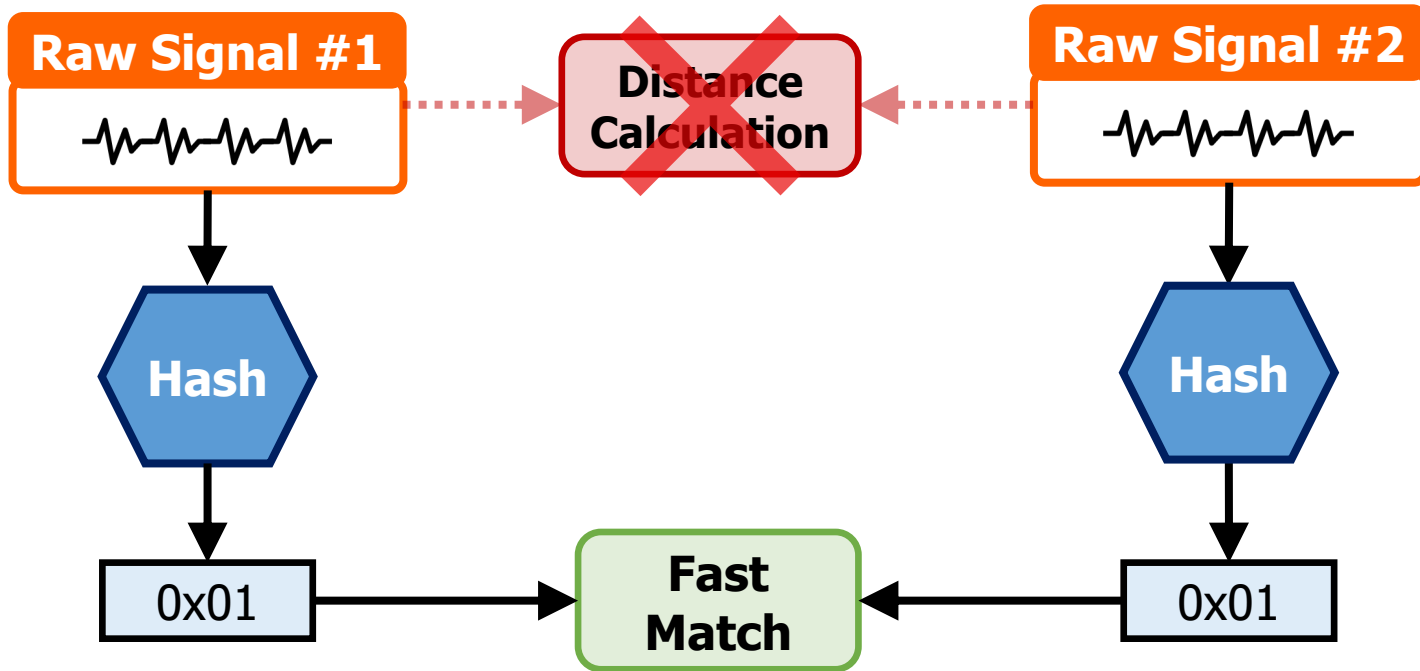 Raw Signal #1
Distance
Calculation
Raw Signal #2
Hash
Hash
0x01
Fast
Match
0x01